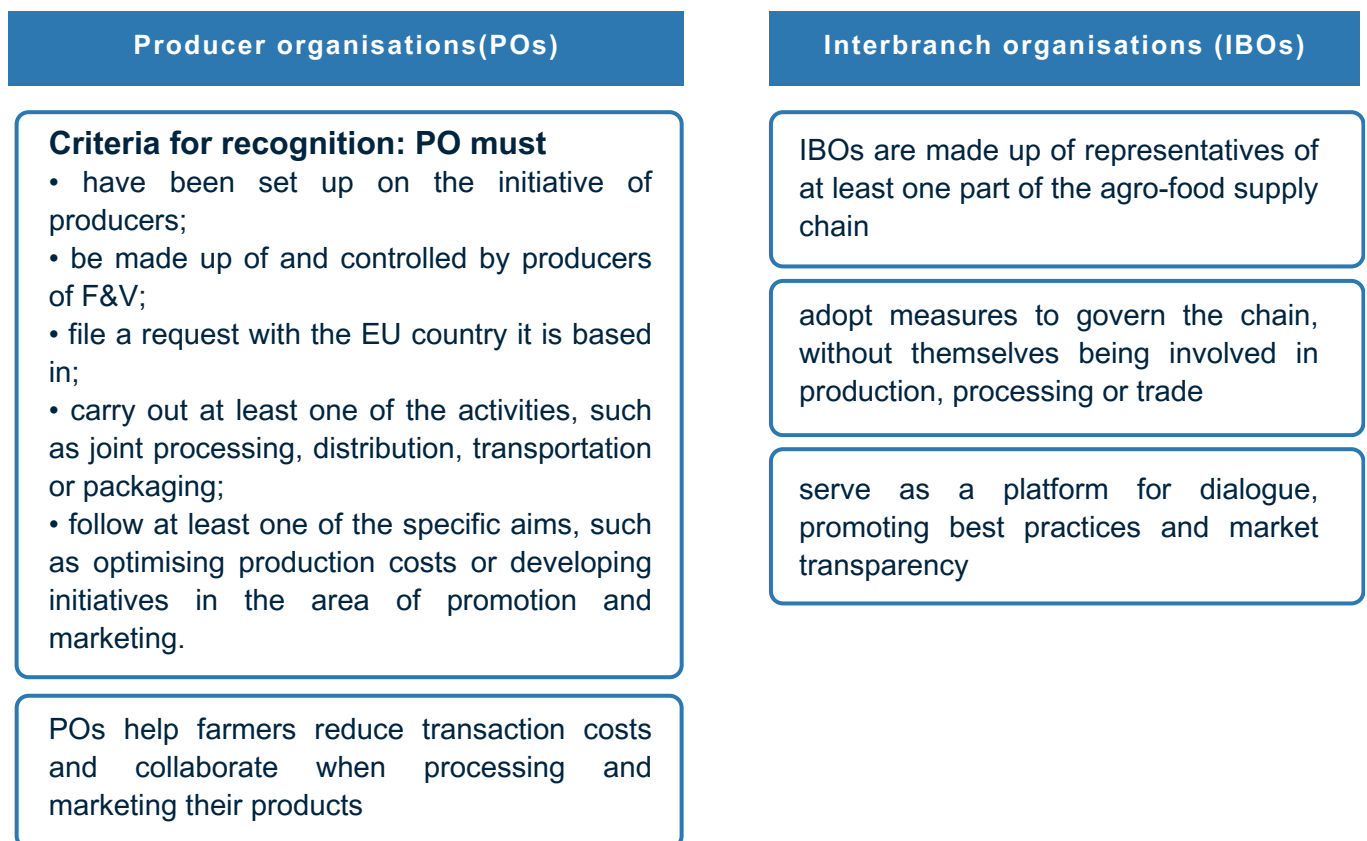 Producer organisations(POs)
Criteria for recognition: PO must
• have been set up on the initiative of
producers;
• be made up of and controlled by producers
of F&V;
• file a request with the EU country it is based
in;
• carry out at least one of the activities, such
as joint processing, distribution, transportation
or packaging;
• follow at least one of the specific aims, such
as optimising production costs or developing
initiatives in the area of promotion and
marketing.
POs help farmers reduce transaction costs
and collaborate when processing and
marketing their products
Interbranch organisations (IBOs)
IBOs are made up of representatives of
at least one part of the agro-food supply
chain
adopt measures to govern the chain,
without themselves being involved in
production, processing or trade
serve as a platform for dialogue,
promoting best practices and market
transparency